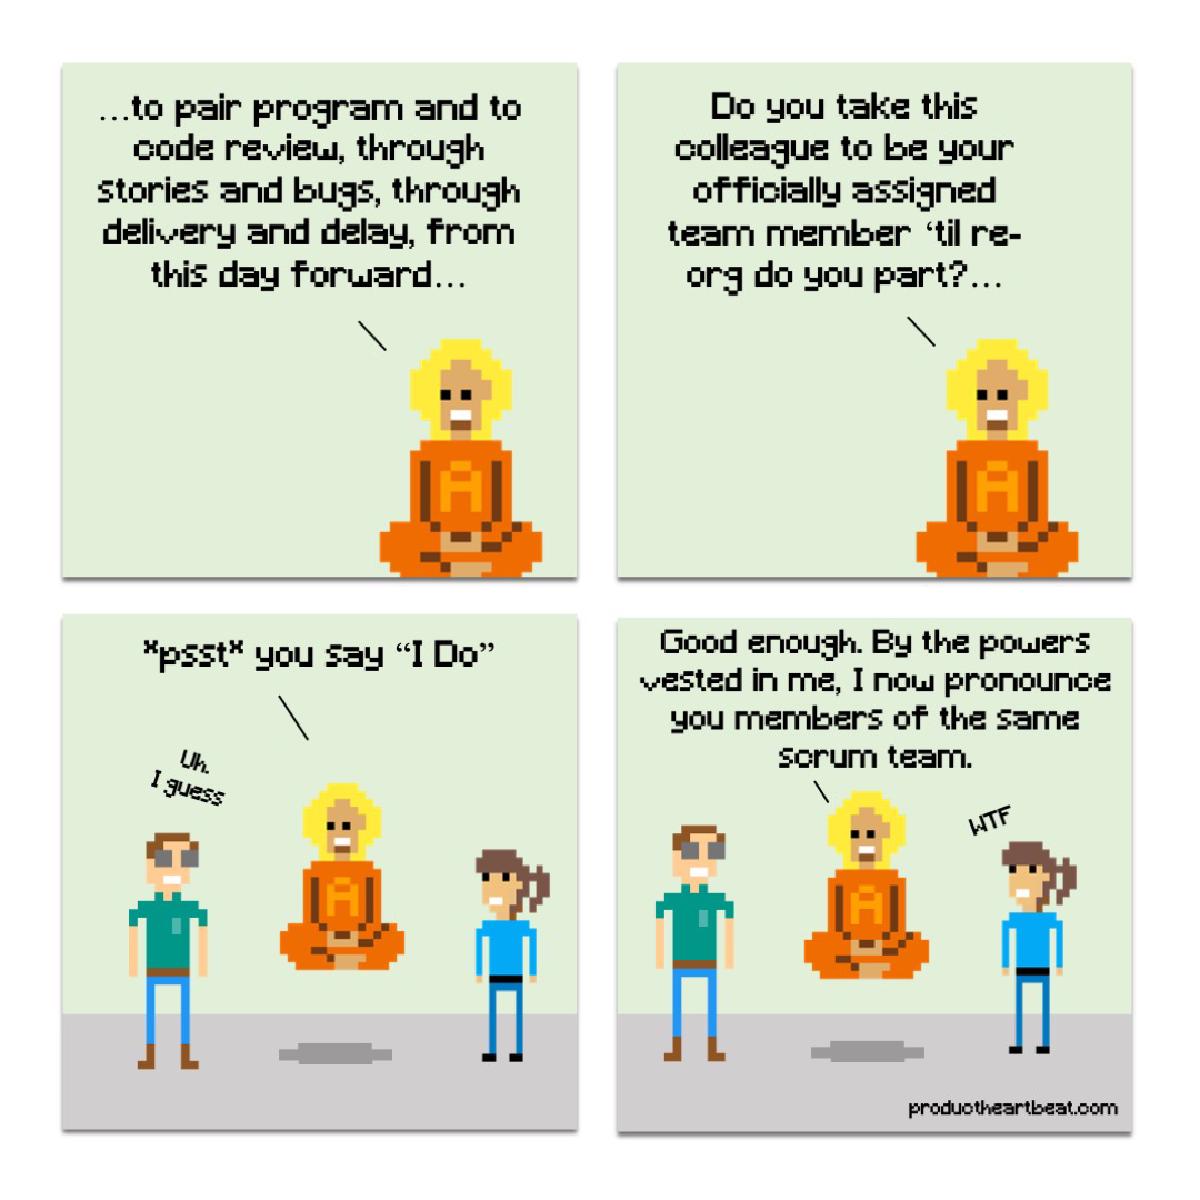 ...to pair program and to
code review, through
stories and bugs, through
delivery and delay, from
this day forward...
Do you take this
colleague to be your
officially assigned
team member ‘til re-
org do you part?...
*psst* you say “I Do”
Uh.
I guess
Good enough. By the powers
vested in me, I now pronounce
you members of the same
scrum team.
WTF
A
A
A
A
productheartbeat.com